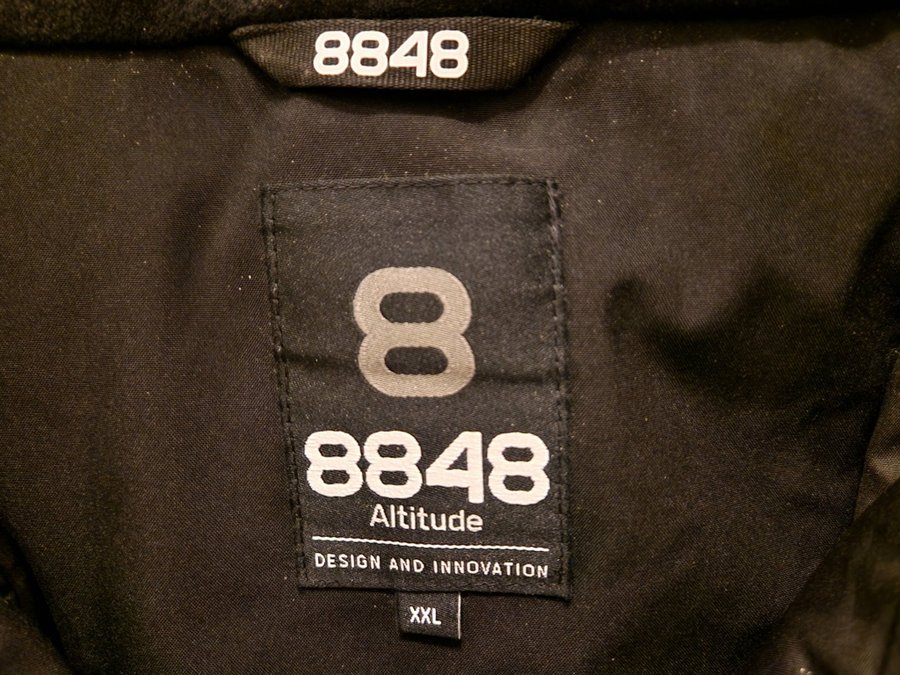 8848
8
8848
Altitude
DESIGN AND INNOVATION
XXL